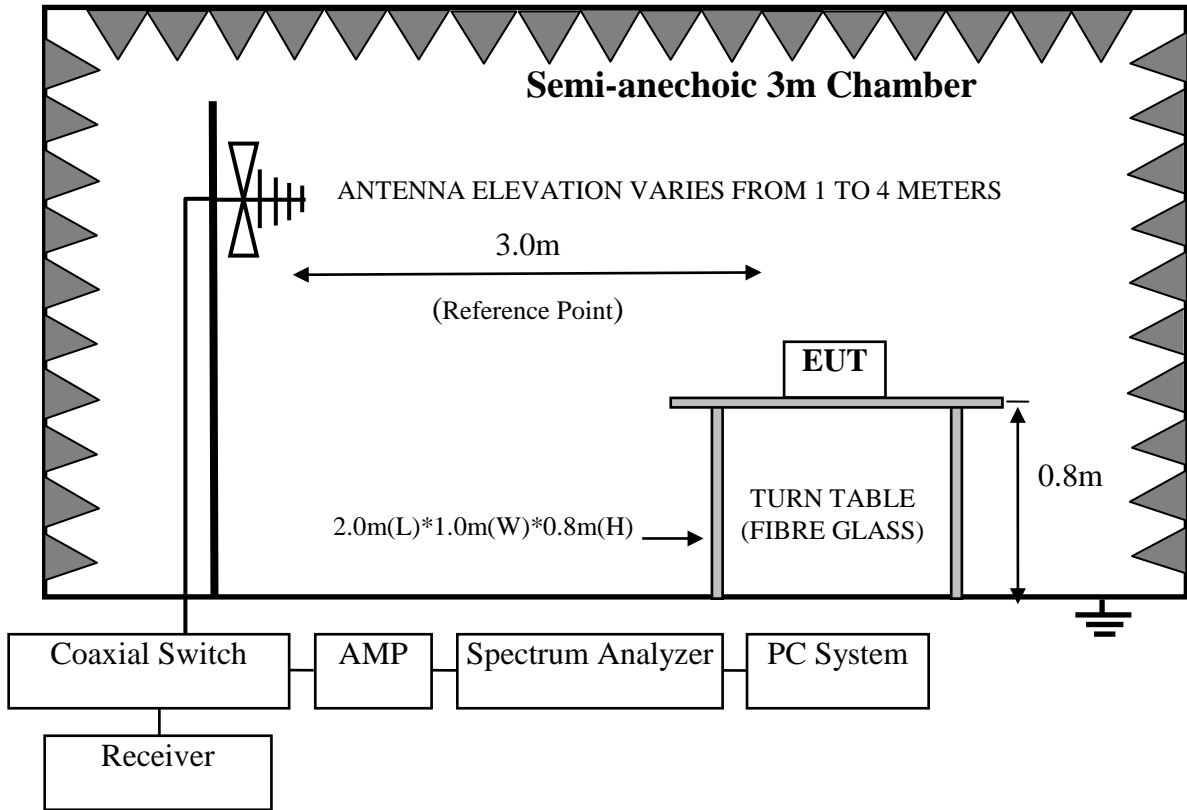 Semi-anechoic 3m Chamber
ANTENNA ELEVATION VARIES FROM 1 TO 4 METERS
3.0m
(Reference Point)
EUT
0.8m
TURN TABLE
(FIBRE GLASS)
2.0m(L)*1.0m(W)*0.8m(H)
Coaxial Switch
AMP
Spectrum Analyzer
PC System
Receiver